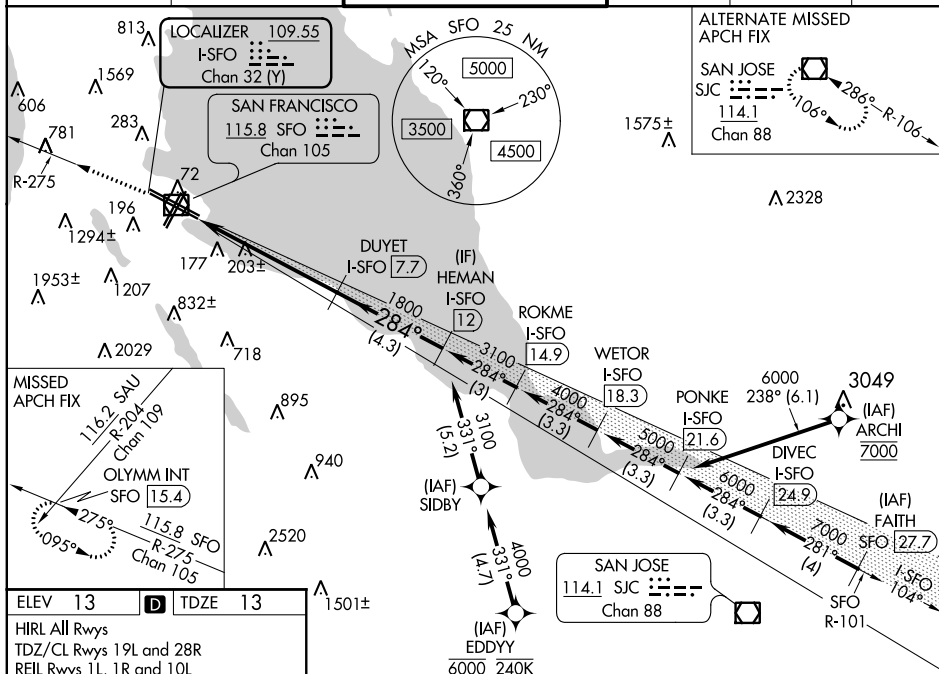 LOCALIZER 109.55
I-SFO
Chan 32 (Y)
SAN FRANCISCO
115.8 SFO
Chan 105
MSA SFO 25 NM
120°
5000
230°
3500
4500
360°
ALTERNATE MISSED
APCH FIX
SAN JOSE
SJC
114.1
Chan 88
286°
R-106
106°
813
1569
606
781
283
R-275
72
196
1294±
177
203±
1953±
1207
832±
2029
718
1575±
2328
895
940
2520
1501±
DUYET
I-SFO 7.7
(IF)
HEMAN
I-SFO
12
ROKME
I-SFO
14.9
WETOR
I-SFO
18.3
PONKE
I-SFO
21.6
DIVEC
I-SFO
24.9
6000
238° (6.1)
3049
(IAF)
ARCHI
7000
(IAF)
FAITH
SFO 27.7
1800
284°
(4.3)
3100
284°
(3)
4000
284°
(3.3)
5000
284°
(3.3)
6000
284°
(3.3)
7000
281°
(4)
I-SFO
104°
SFO
R-101
3100
331°
(5.2)
(IAF)
SIDBY
4000
331°
(4.7)
(IAF)
EDDYY
6000 240K
SAN JOSE
114.1 SJC
Chan 88
MISSED
APCH FIX
116.2 SAU
R-204
Chan 109
OLYMM INT
SFO 15.4
275°
095°
115.8 SFO
R-275
Chan 105
ELEV 13 D TDZE 13
HIRL All Rwys
TDZ/CL Rwys 19L and 28R
REIL Rwys 1L, 1R and 10L